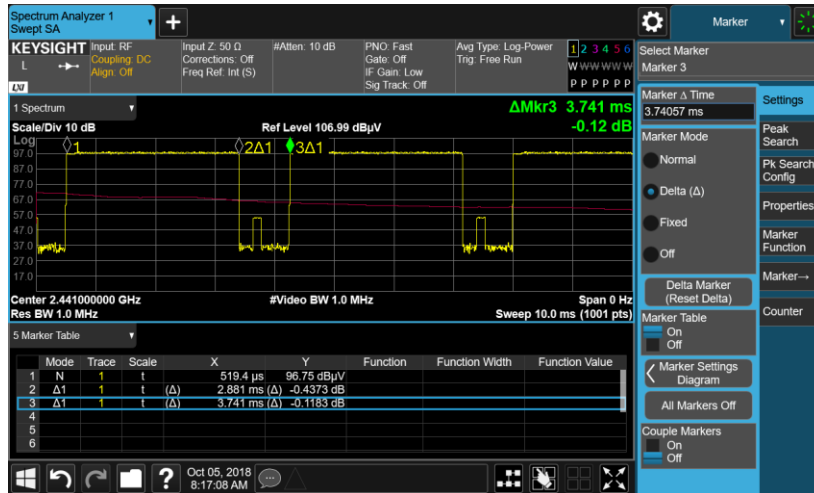 Spectrum Analyzer 1
Swept SA
Marker
KEYSIGHT
L
LXI
Input: RF
Coupling: DC
Align: Off
Input Z: 50 Ω
Corrections: Off
Freq Ref: Int (S)
#Atten: 10 dB
PNO: Fast
Gate: Off
IF Gain: Low
Sig Track: Off
Avg Type: Log-Power
Trig: Free Run
1 2 3 4 5 6
W W W W W W
P P P P P P
Select Marker
Marker 3
1 Spectrum
ΔMkr3 3.741 ms
-0.12 dB
Scale/Div 10 dB
Ref Level 106.99 dBµV
Log
97.0
87.0
77.0
67.0
57.0
47.0
37.0
27.0
17.0
1
2Δ1
3Δ1
Center 2.441000000 GHz
#Video BW 1.0 MHz
Span 0 Hz
Res BW 1.0 MHz
Sweep 10.0 ms (1001 pts)
5 Marker Table
Mode Trace Scale X Y Function Function Width Function Value
1 N 1 t 519.4 µs 96.75 dBµV
2 Δ1 1 t (Δ) 2.881 ms (Δ) -0.4373 dB
3 Δ1 1 t (Δ) 3.741 ms (Δ) -0.1183 dB
4
5
6
Marker Δ Time
3.74057 ms
Marker Mode
Normal
Delta (Δ)
Fixed
Off
Delta Marker
(Reset Delta)
Marker Table
On
Off
Marker Settings
Diagram
All Markers Off
Couple Markers
On
Off
Settings
Peak
Search
Pk Search
Config
Properties
Marker
Function
Marker→
Counter
?
Oct 05, 2018
8:17:08 AM